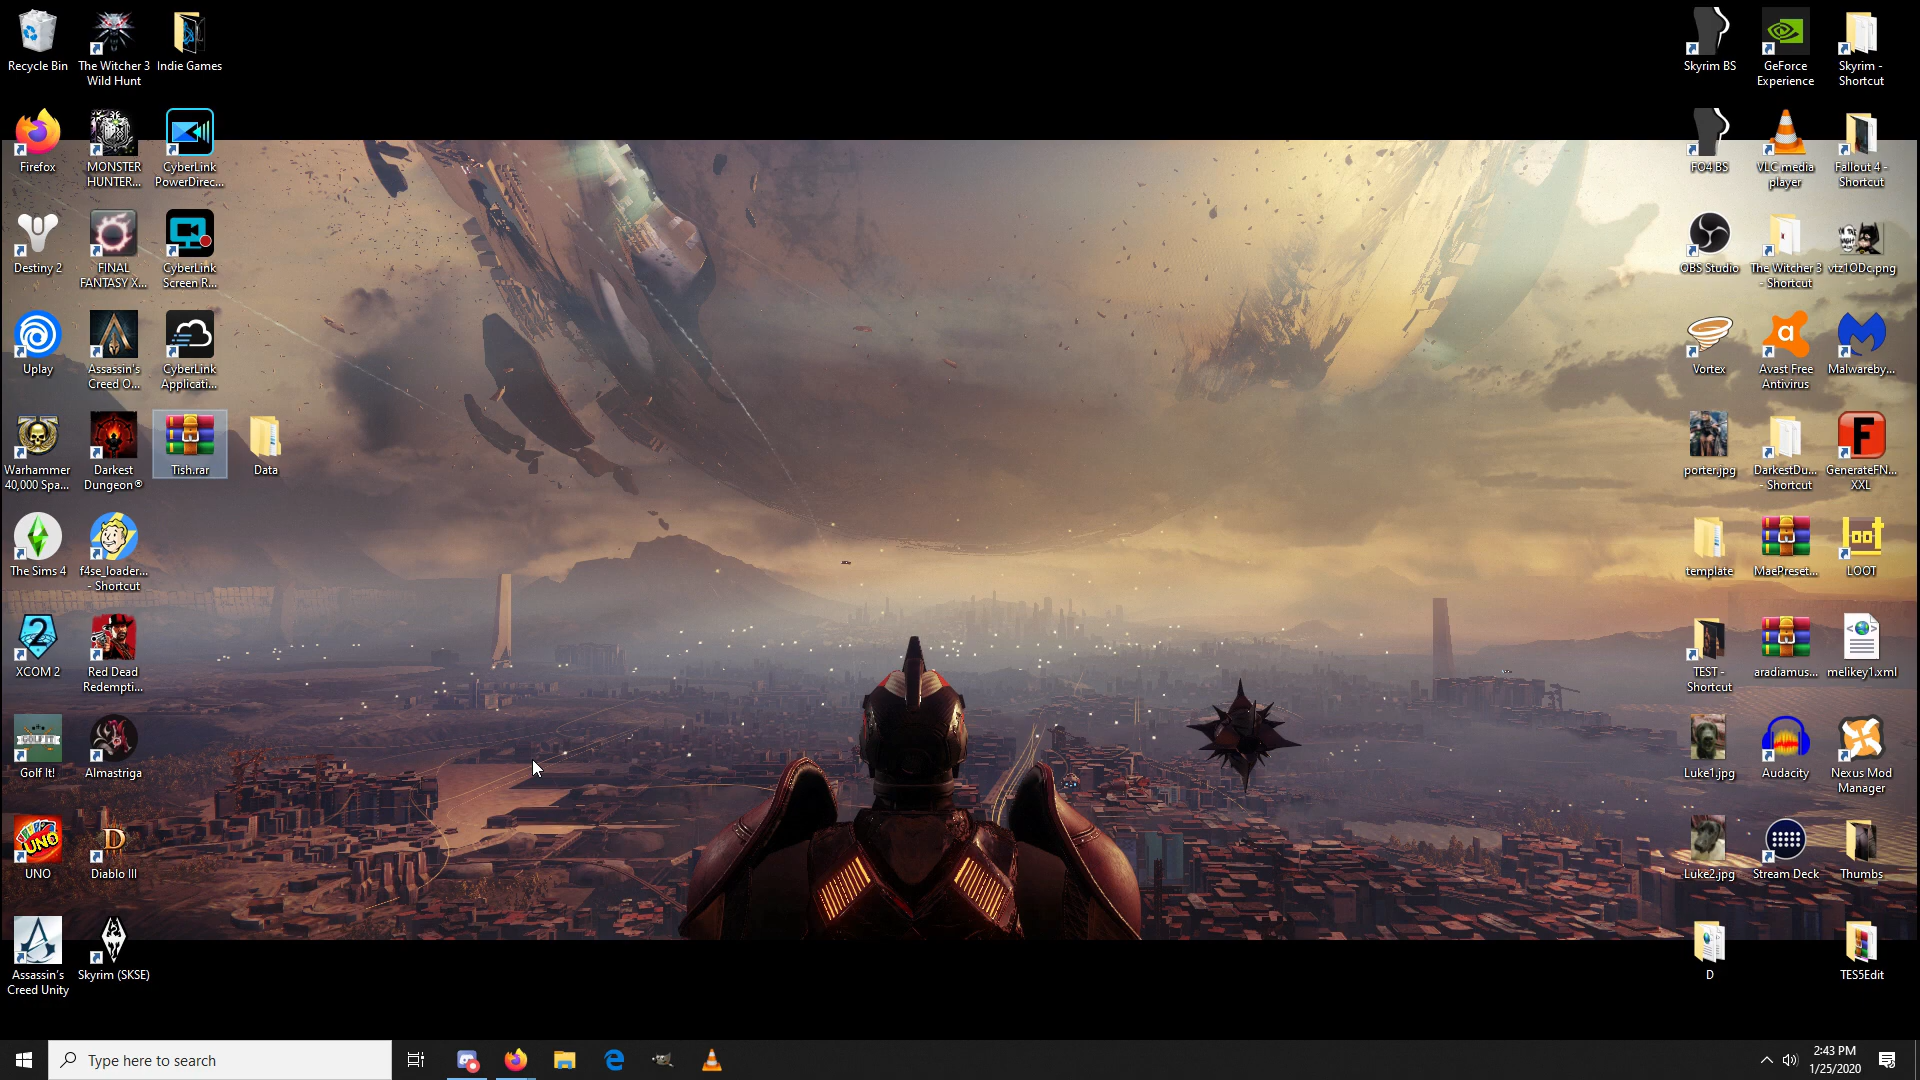 Recycle Bin
The Witcher 3
Wild Hunt
Indie Games
Skyrim BS
GeForce
Experience
Skyrim -
Shortcut
Firefox
MONSTER
HUNTER...
CyberLink
PowerDirec...
FO4 BS
VLC media
player
Fallout 4 -
Shortcut
Destiny 2
FINAL
FANTASY X...
CyberLink
Screen R...
OBS Studio
The Witcher 3
- Shortcut
vtz1ODc.png
Uplay
Assassin's
Creed O...
CyberLink
Applicati...
Vortex
Avast Free
Antivirus
Malwareby...
Warhammer
40,000 Spa...
Darkest
Dungeon®
Tish.rar
Data
porter.jpg
DarkestDu...
- Shortcut
F
GenerateFN...
XXL
The Sims 4
f4se_loader...
- Shortcut
template
MaePreset...
loot
LOOT
2
XCOM 2
Red Dead
Redempti...
TEST -
Shortcut
aradiamus...
melikey1.xml
GOLF IT!
Golf It!
Almastriga
Luke1.jpg
Audacity
Nexus Mod
Manager
UNO
UNO
D
Diablo III
Luke2.jpg
Stream Deck
Thumbs
Assassin's
Creed Unity
Skyrim (SKSE)
D
TES5Edit
Type here to search
2:43 PM
1/25/2020